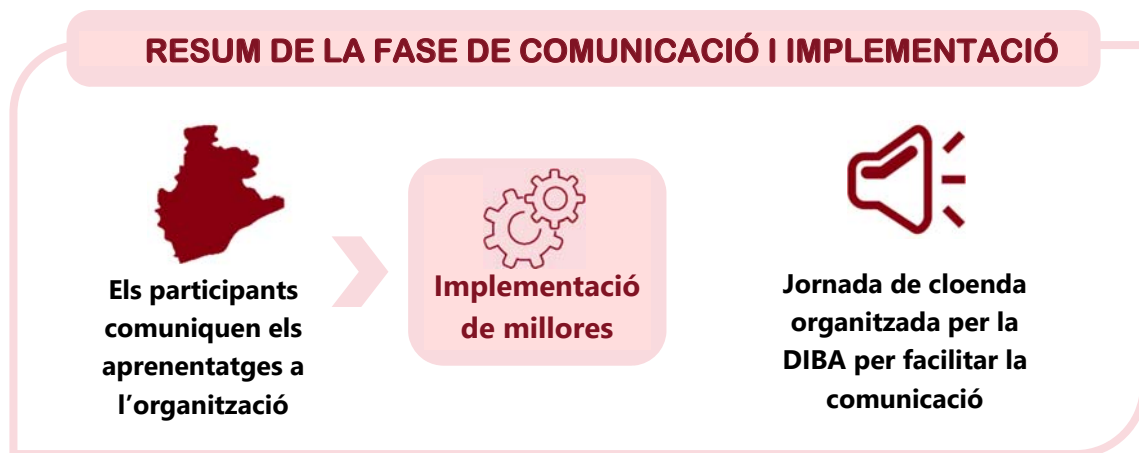 RESUM DE LA FASE DE COMUNICACIÓ I IMPLEMENTACIÓ
Els participants
comuniquen els
aprenentatges a
l’organització
Implementació
de millores
Jornada de cloenda
organitzada per la
DIBA per facilitar la
comunicació